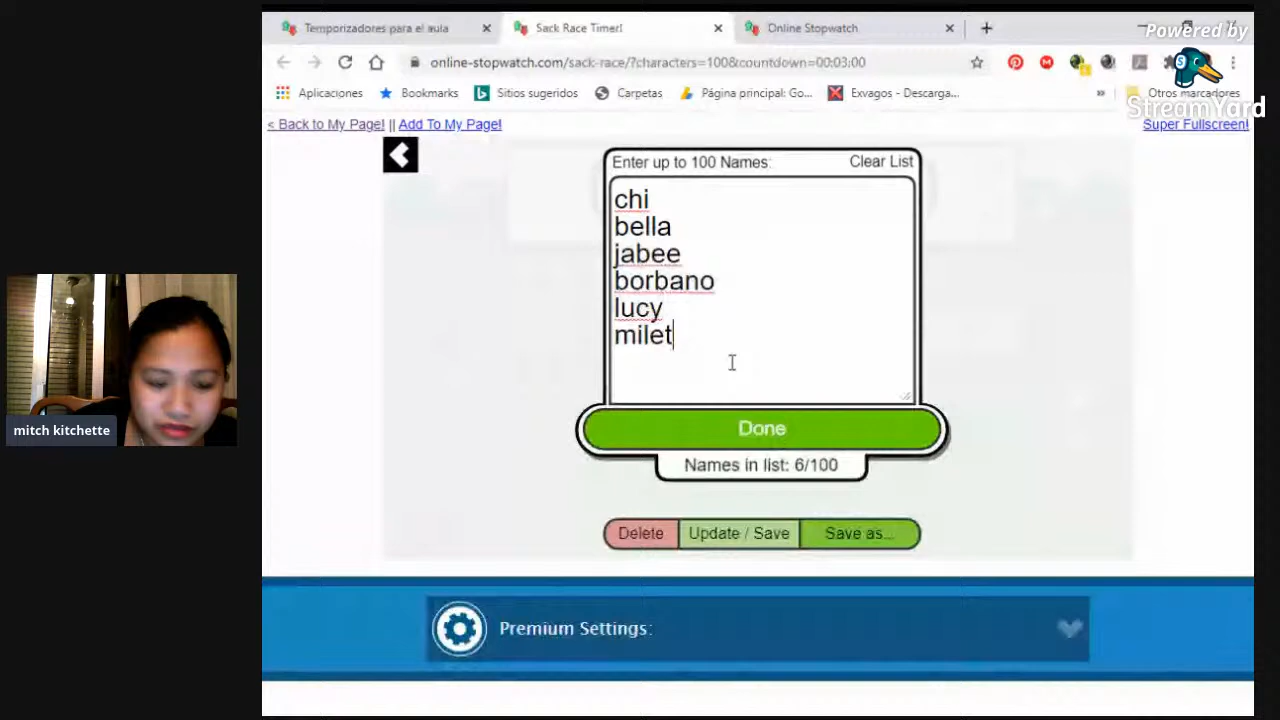 Temporizadores para el aula
Sack Race Timer!
Online Stopwatch
Powered by
online-stopwatch.com/sack-race/?characters=100&countdown=00:03:00
StreamYard
Aplicaciones
Bookmarks
Sitios sugeridos
Carpetas
Página principal: Go...
Exvagos - Descarga...
»
Otros marcadores
< Back to My Page! || Add To My Page!
Super Fullscreen!
Enter up to 100 Names:
Clear List
chi
bella
jabee
borbano
lucy
milet
Done
Names in list: 6/100
Delete
Update / Save
Save as...
Premium Settings:
mitch kitchette